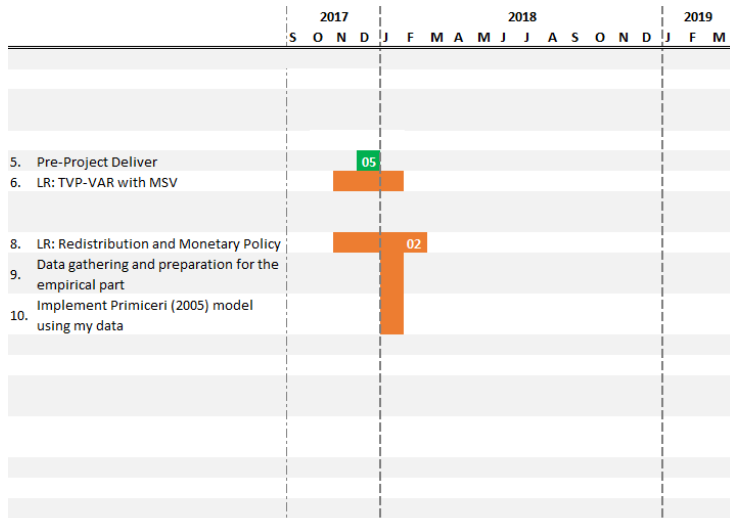 2017 2018 2019
S O N D J F M A M J J A S O N D J F M
5. Pre-Project Deliver 05
6. LR: TVP-VAR with MSV
8. LR: Redistribution and Monetary Policy 02
9. Data gathering and preparation for the
empirical part
10. Implement Primiceri (2005) model
using my data